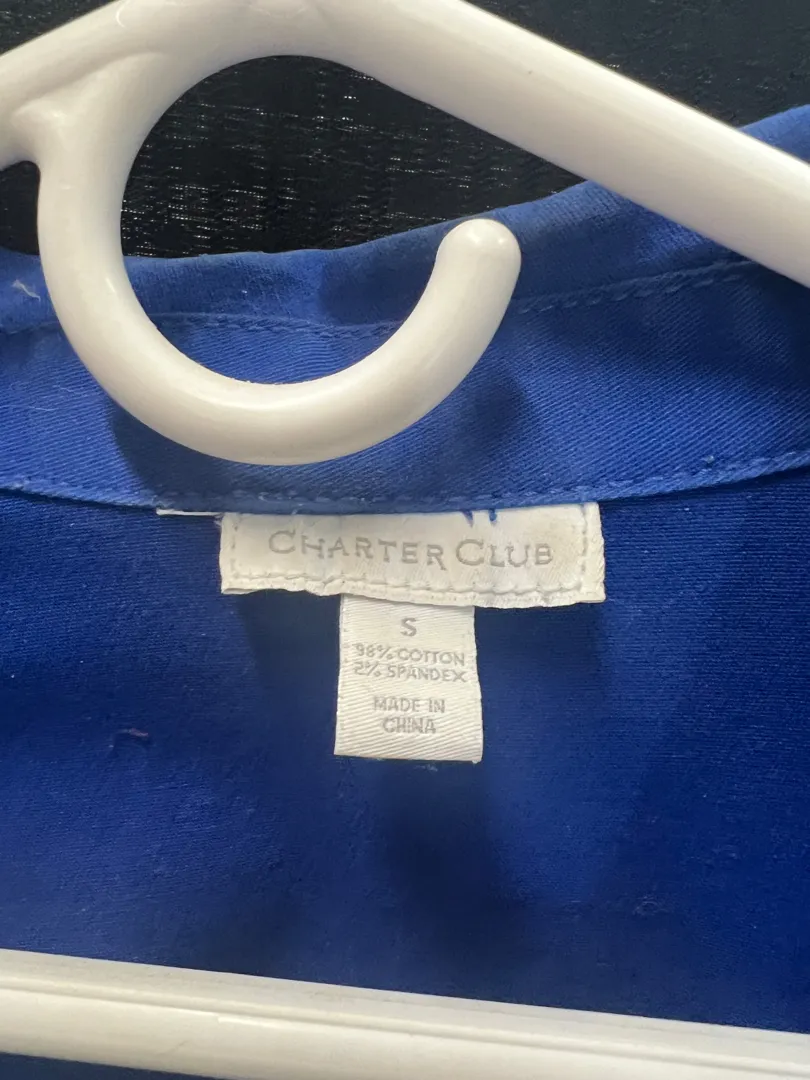 CHARTER CLUB
S
98% COTTON
2% SPANDEX
MADE IN
CHINA